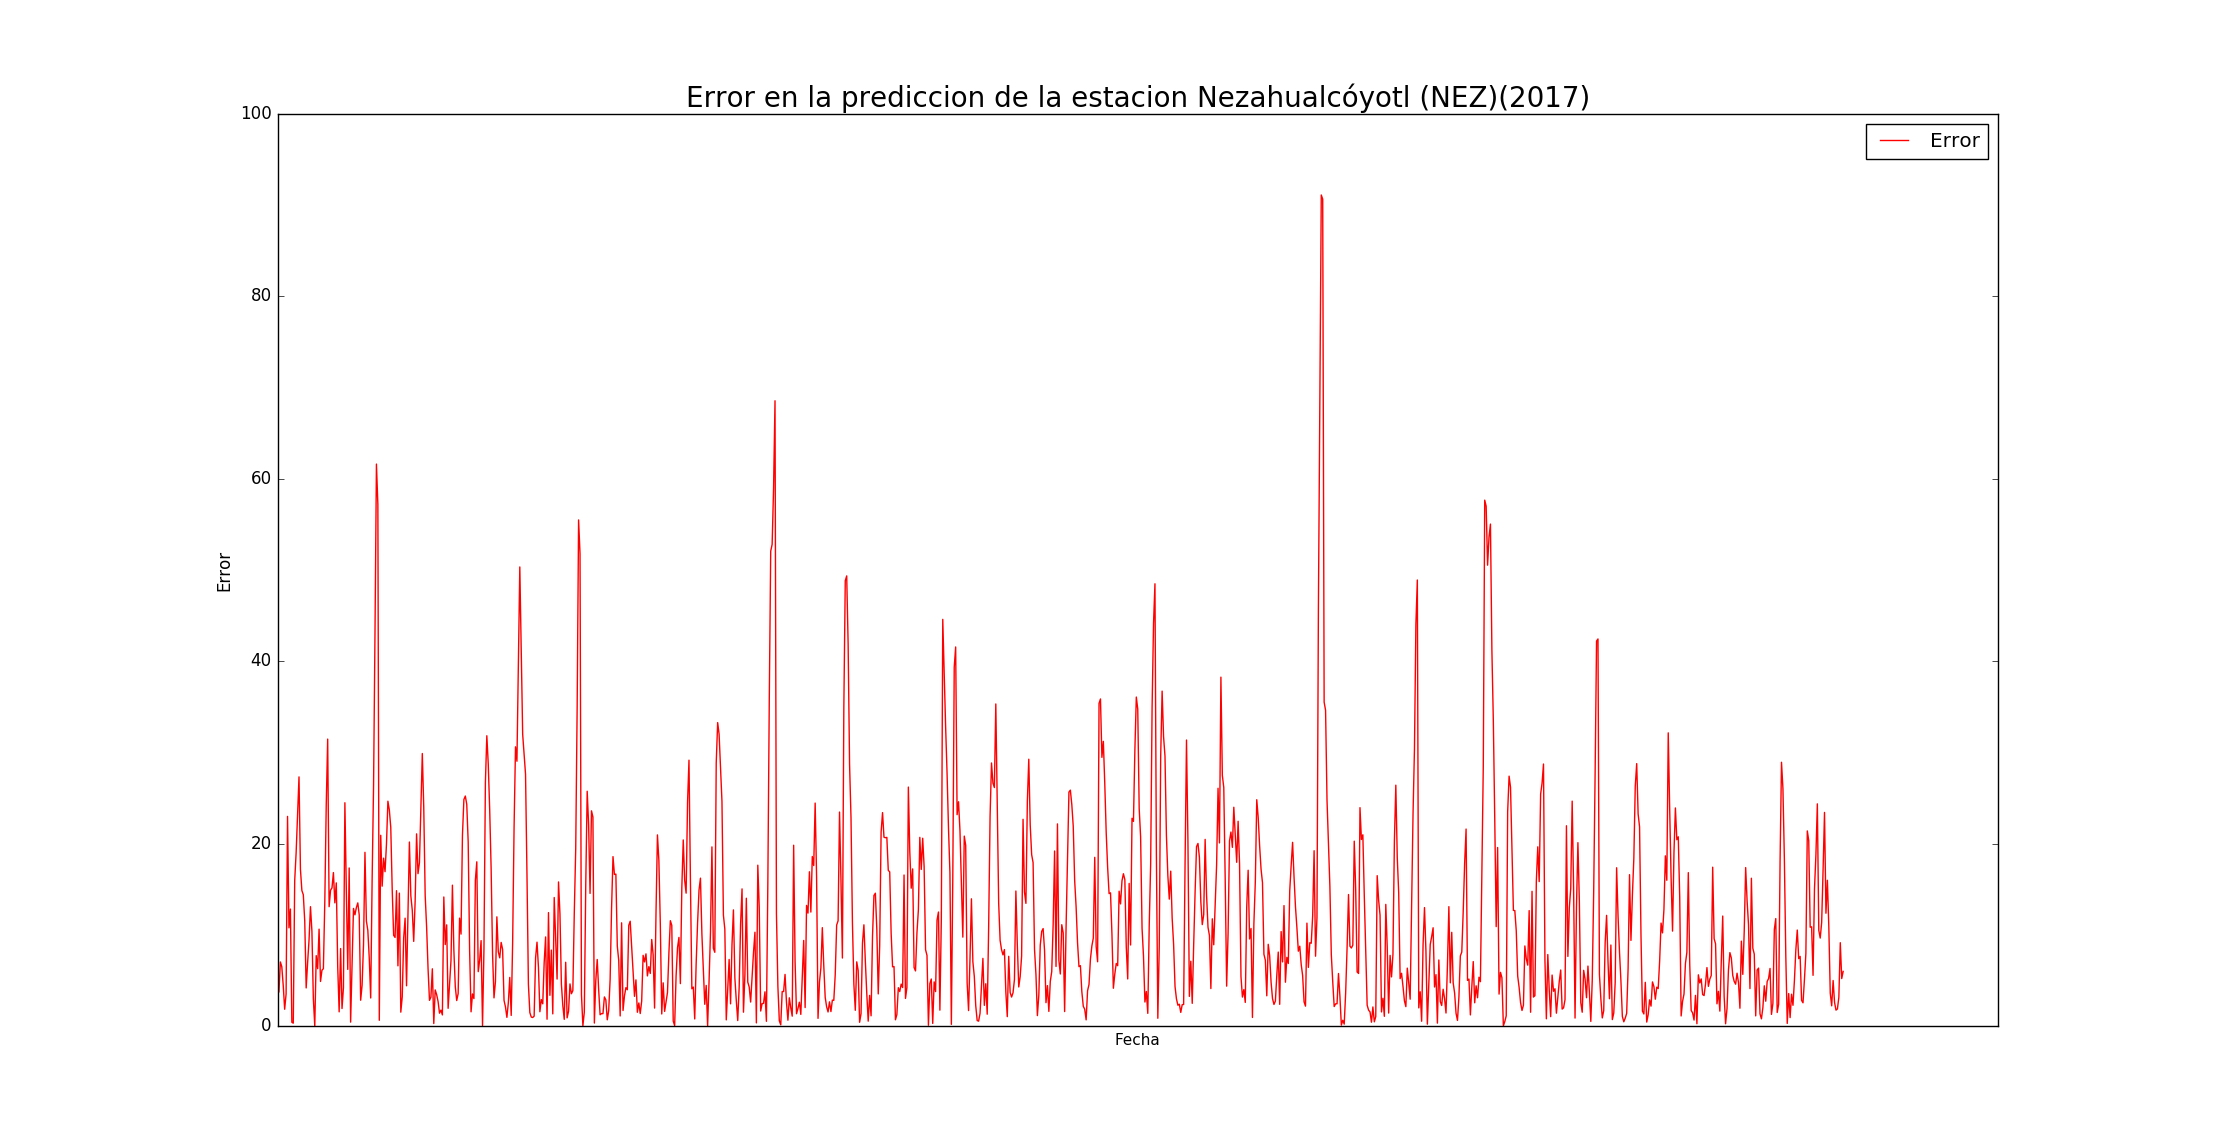 Error en la prediccion de la estacion Nezahualcóyotl (NEZ)(2017)
100
Error
80
60
Error
40
20
0
Fecha